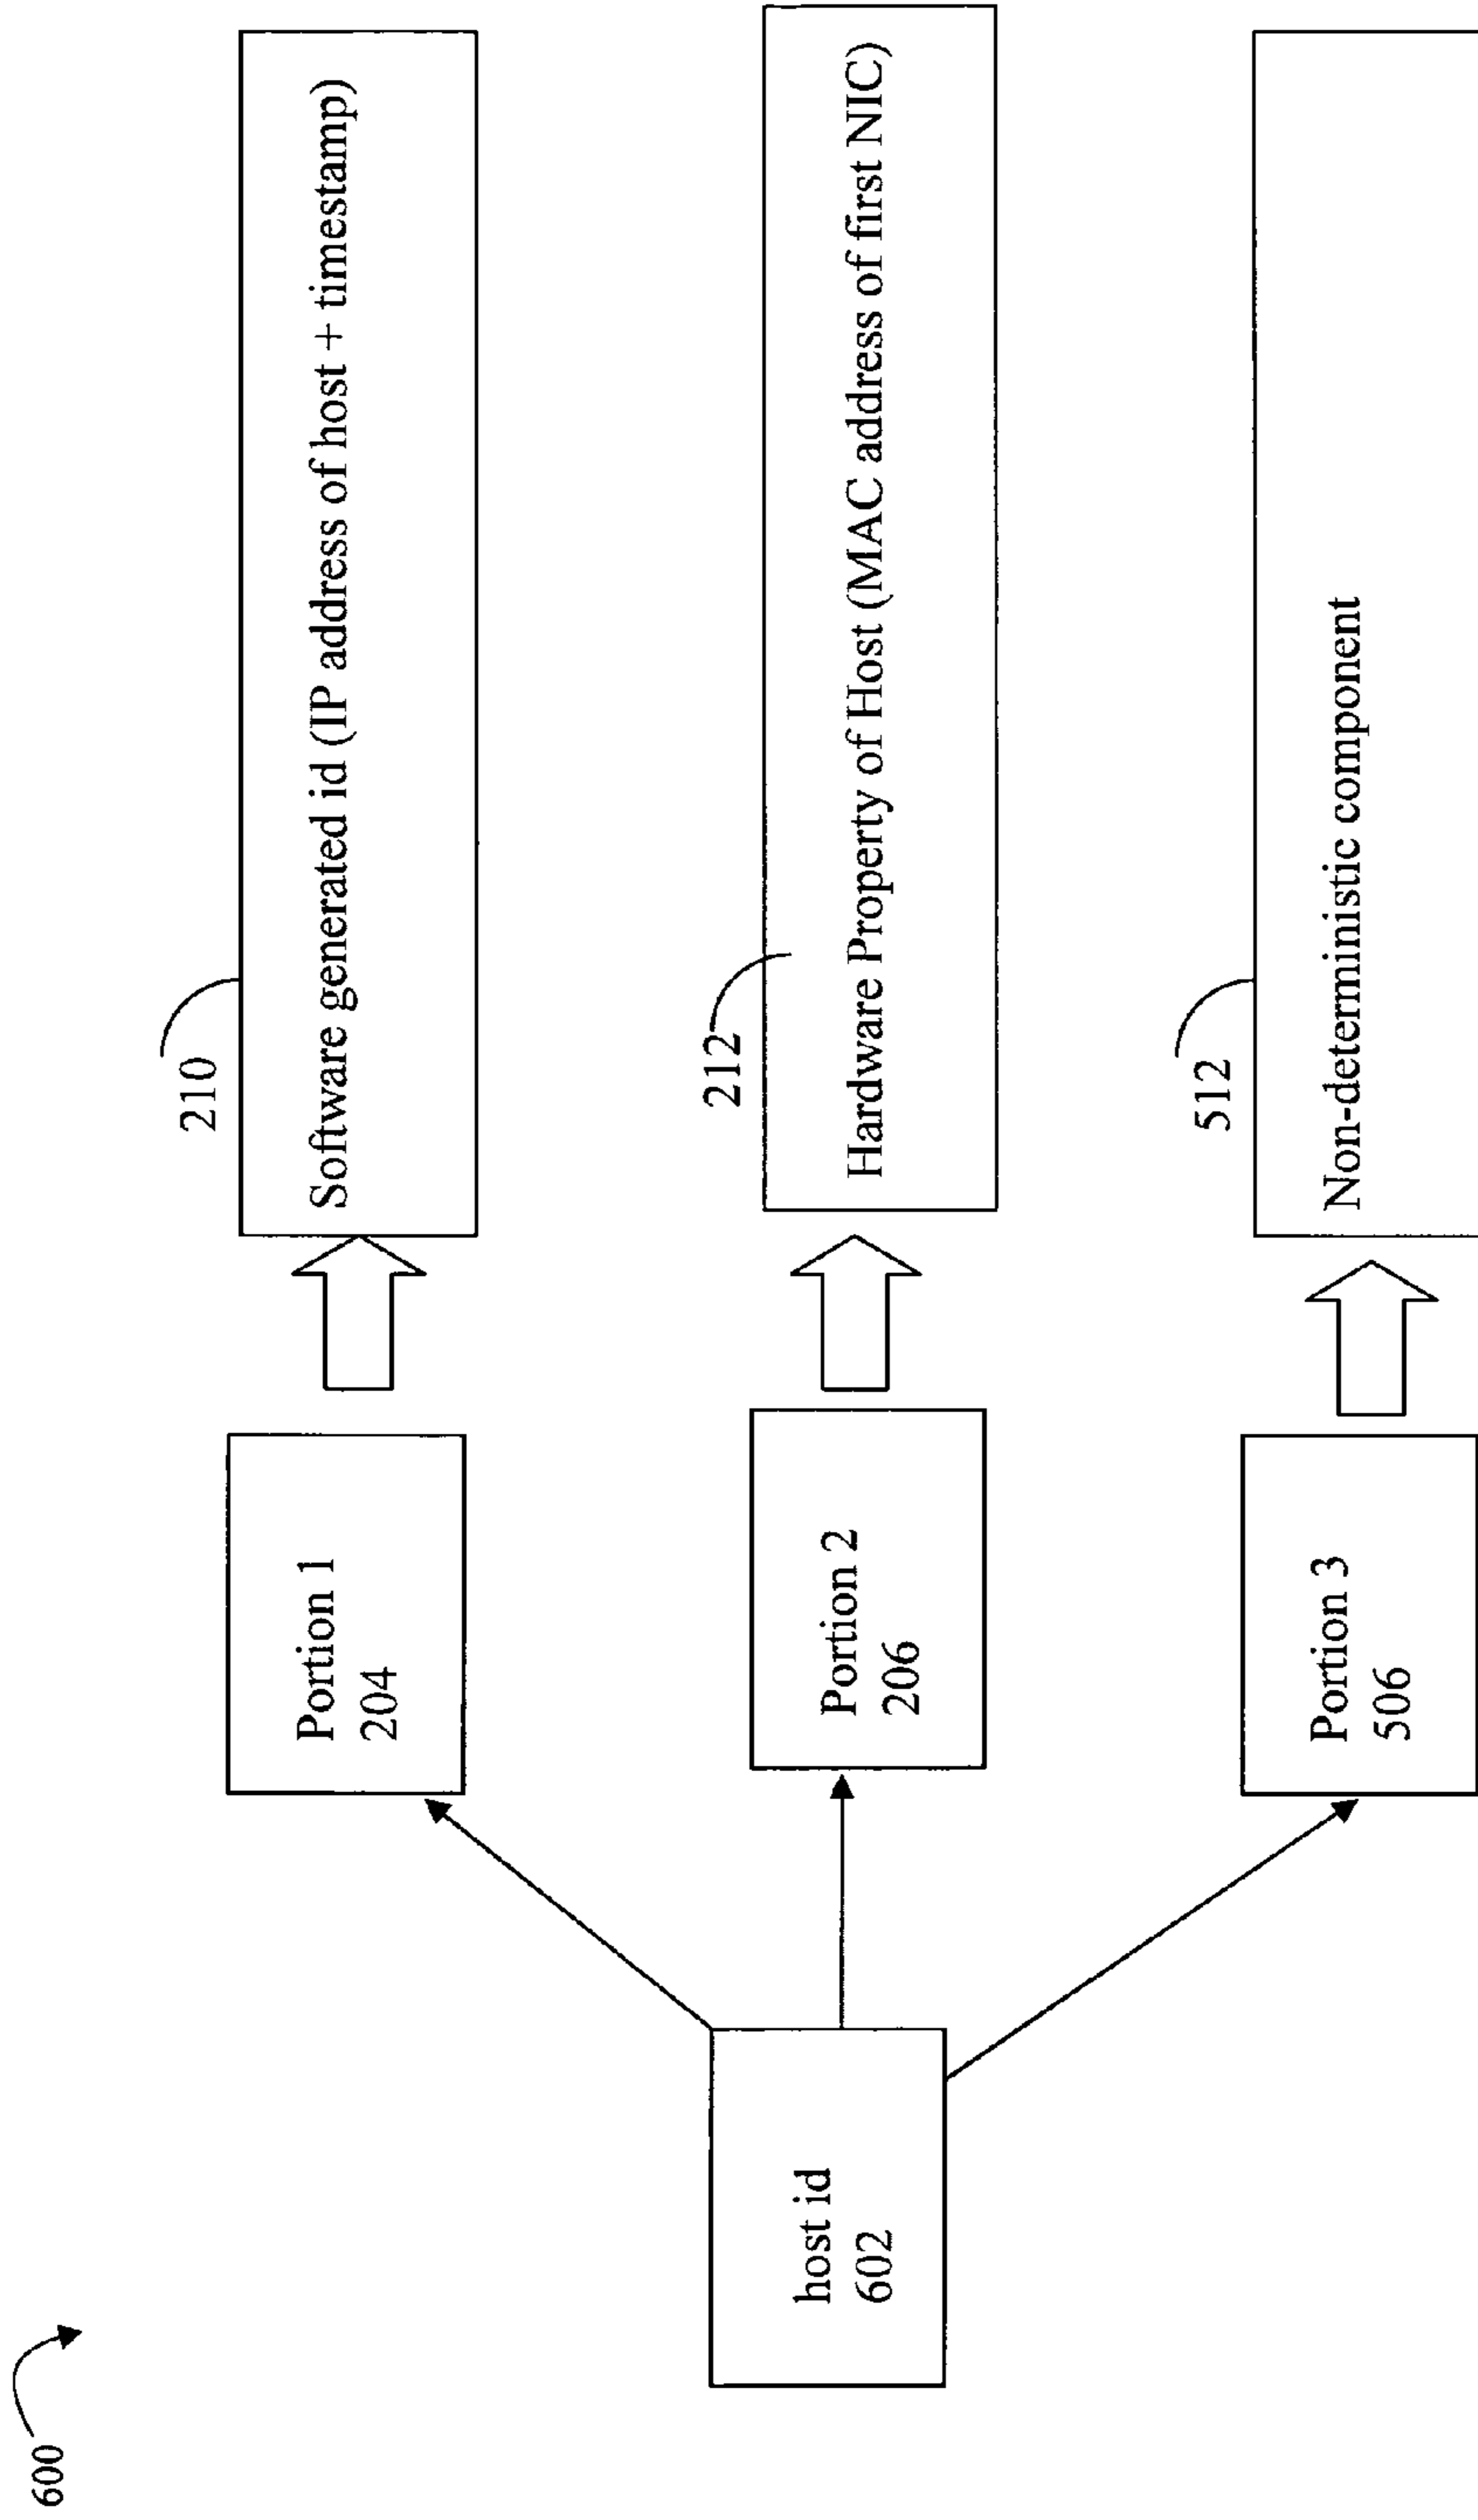 600
host id
602
Portion 1
204
210
Software generated id (IP address of host + timestamp)
Portion 2
206
212
Hardware Property of Host (MAC address of first NIC)
Portion 3
506
512
Non-deterministic component